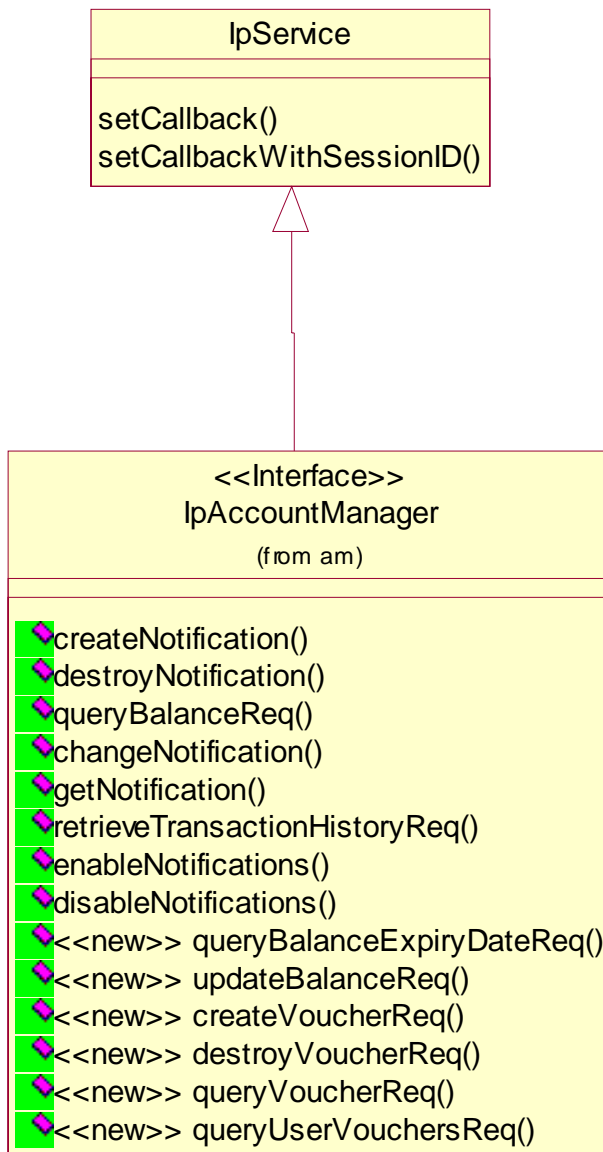 IpService
setCallback()
setCallbackWithSessionID()
<<Interface>>
IpAccountManager
(from am)
createNotification()
destroyNotification()
queryBalanceReq()
changeNotification()
getNotification()
retrieveTransactionHistoryReq()
enableNotifications()
disableNotifications()
<<new>> queryBalanceExpiryDateReq()
<<new>> updateBalanceReq()
<<new>> createVoucherReq()
<<new>> destroyVoucherReq()
<<new>> queryVoucherReq()
<<new>> queryUserVouchersReq()